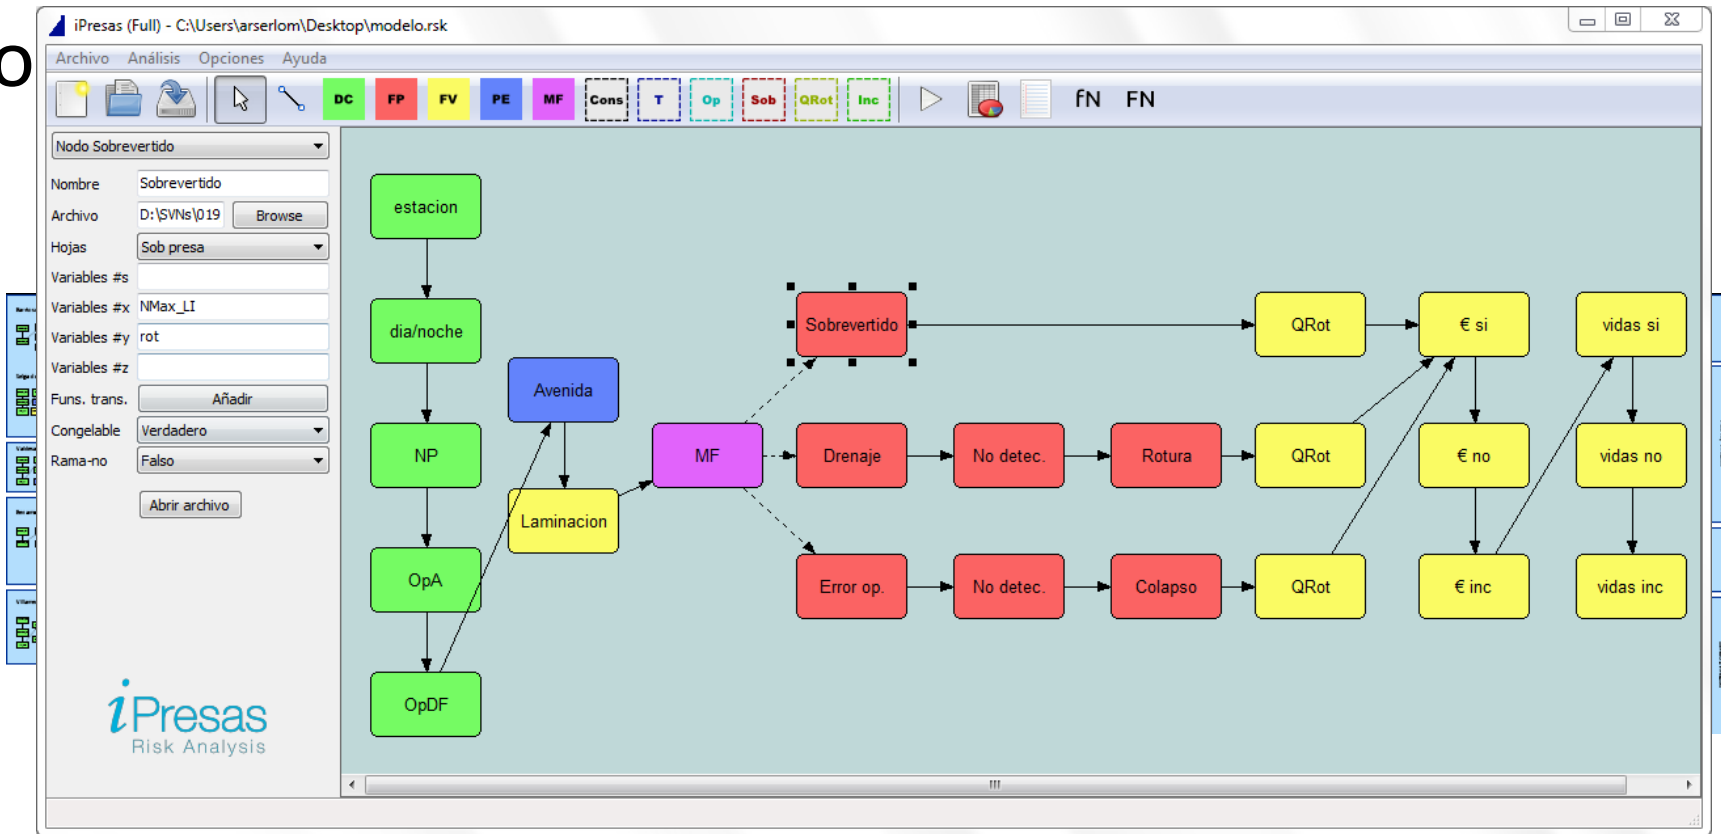 o
iPresas (Full) - C:\Users\arserlom\Desktop\modelo.rsk
Archivo Análisis Opciones Ayuda
DC FP FV PE MF Cons T Op Sob QRot Inc fN FN
Nodo Sobrevertido
Nombre Sobrevertido
Archivo D:\SVNs\019 Browse
Hojas Sob presa
Variables #s
Variables #x NMax_LI
Variables #y rot
Variables #z
Funs. trans. Añadir
Congelable Verdadero
Rama-no Falso
Abrir archivo
iPresas
Risk Analysis
estacion
dia/noche
NP
OpA
OpDF
Avenida
Laminacion
MF
Sobrevertido QRot € si vidas si
Drenaje No detec. Rotura QRot € no vidas no
Error op. No detec. Colapso QRot € inc vidas inc